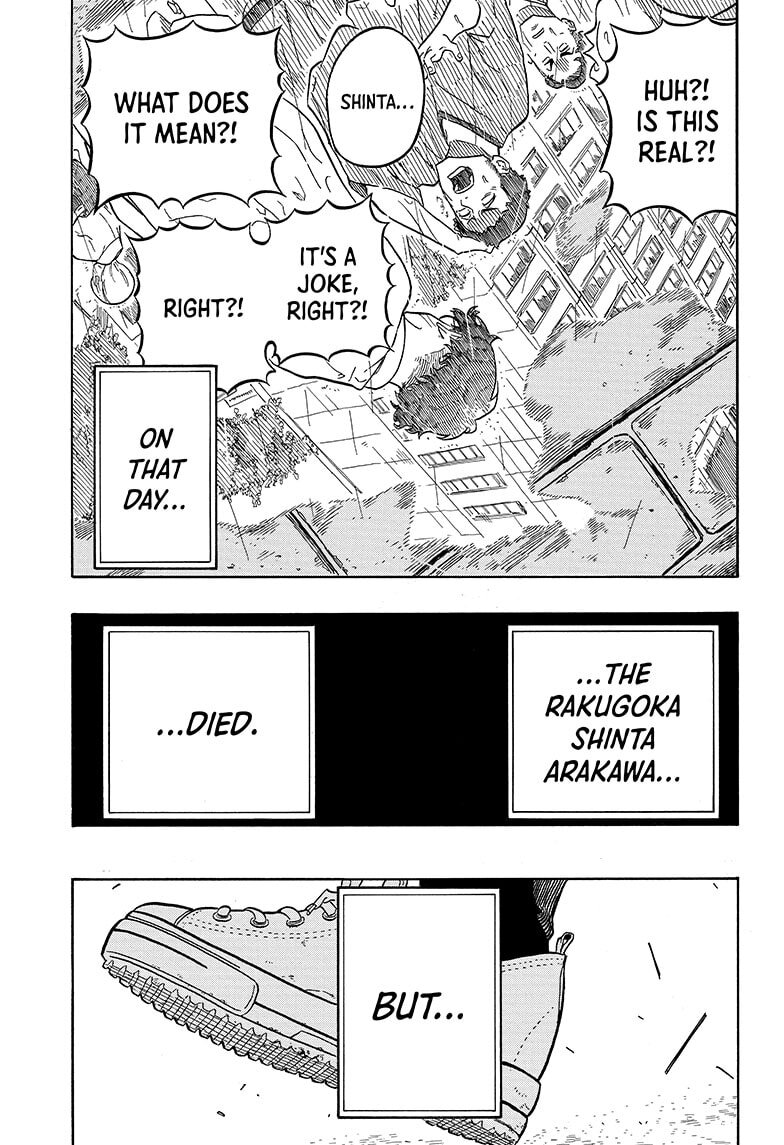 HUH?!
IS THIS
REAL?!
SHINTA...
WHAT DOES
IT MEAN?!
IT'S A
JOKE,
RIGHT?!
RIGHT?!
ON
THAT
DAY...
...THE
RAKUGOKA
SHINTA
ARAKAWA...
...DIED.
BUT...